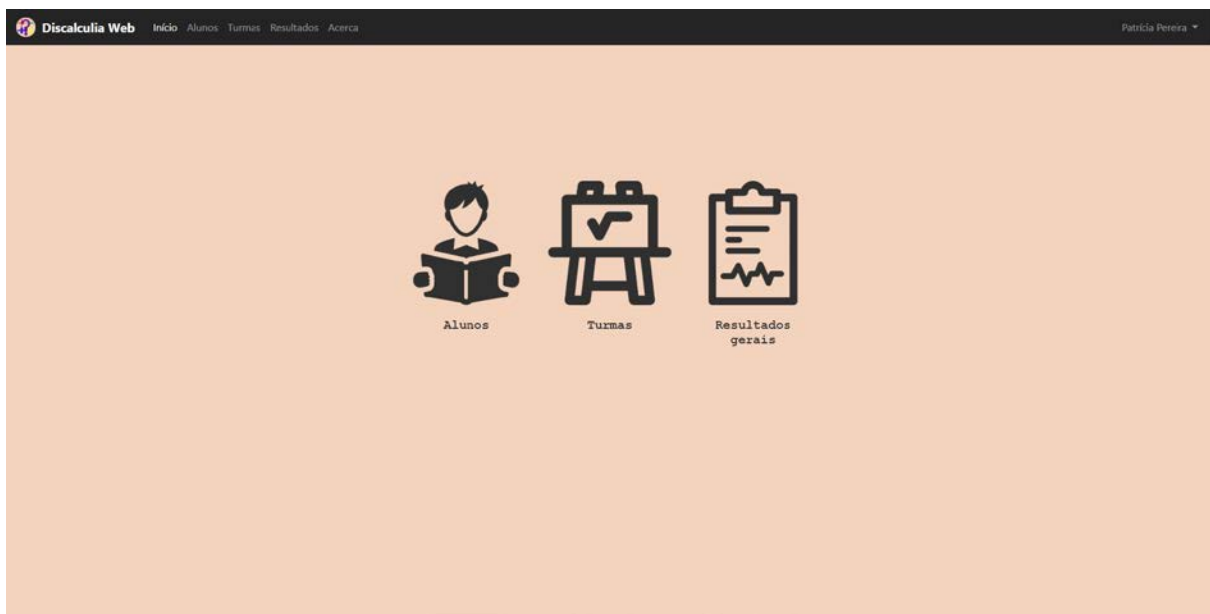 Discalculia Web Início Alunos Turmas Resultados Acerca Patrícia Pereira
Alunos Turmas Resultados
gerais